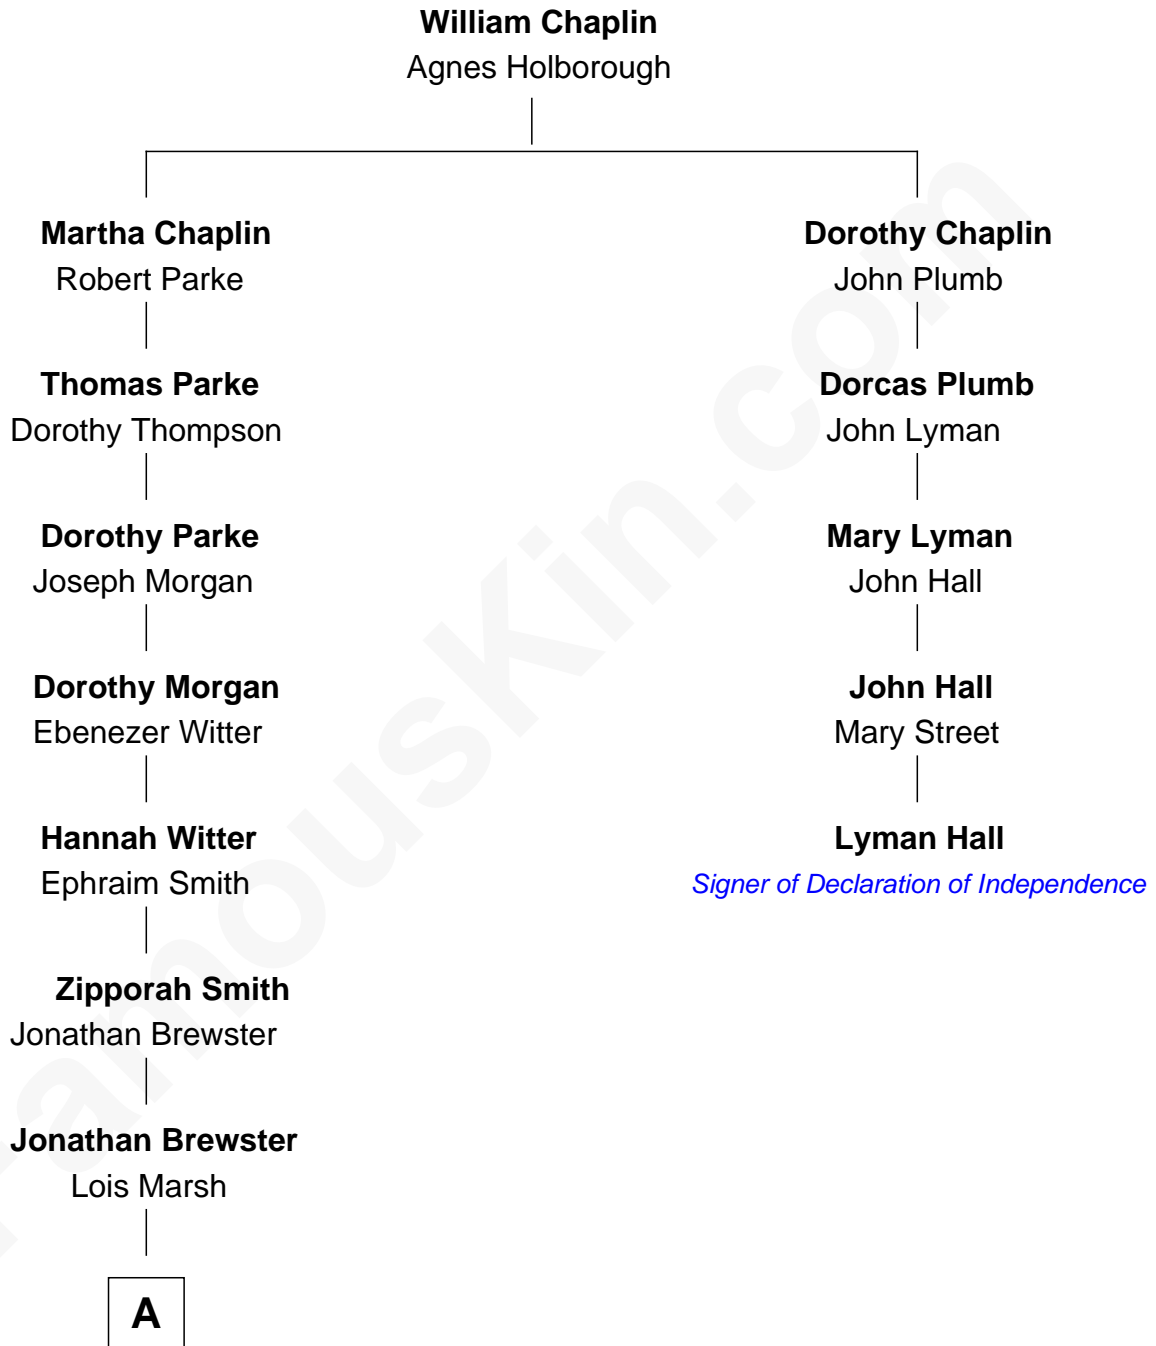 William Chaplin
Agnes Holborough
Martha Chaplin
Robert Parke
Dorothy Chaplin
John Plumb
Thomas Parke
Dorothy Thompson
Dorcas Plumb
John Lyman
Dorothy Parke
Joseph Morgan
Mary Lyman
John Hall
Dorothy Morgan
Ebenezer Witter
John Hall
Mary Street
Hannah Witter
Ephraim Smith
Lyman Hall
Signer of Declaration of Independence
Zipporah Smith
Jonathan Brewster
Jonathan Brewster
Lois Marsh
A
FamousKin.com